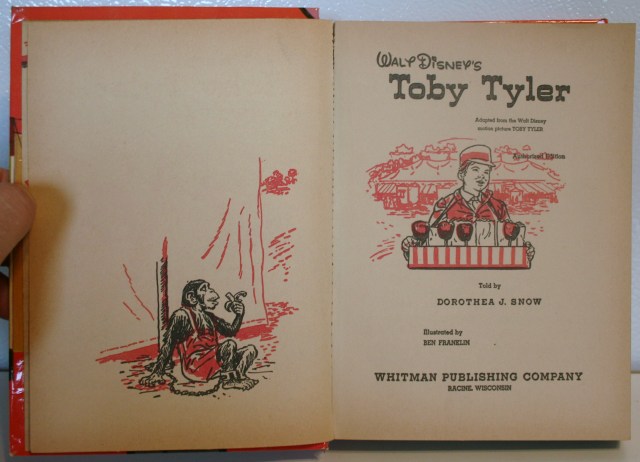 WALT DISNEY'S
Toby Tyler
Adapted from the Walt Disney
motion picture TOBY TYLER
Authorized Edition
Told by
DOROTHEA J. SNOW
Illustrated by
BEN FRANKLIN
WHITMAN PUBLISHING COMPANY
RACINE, WISCONSIN